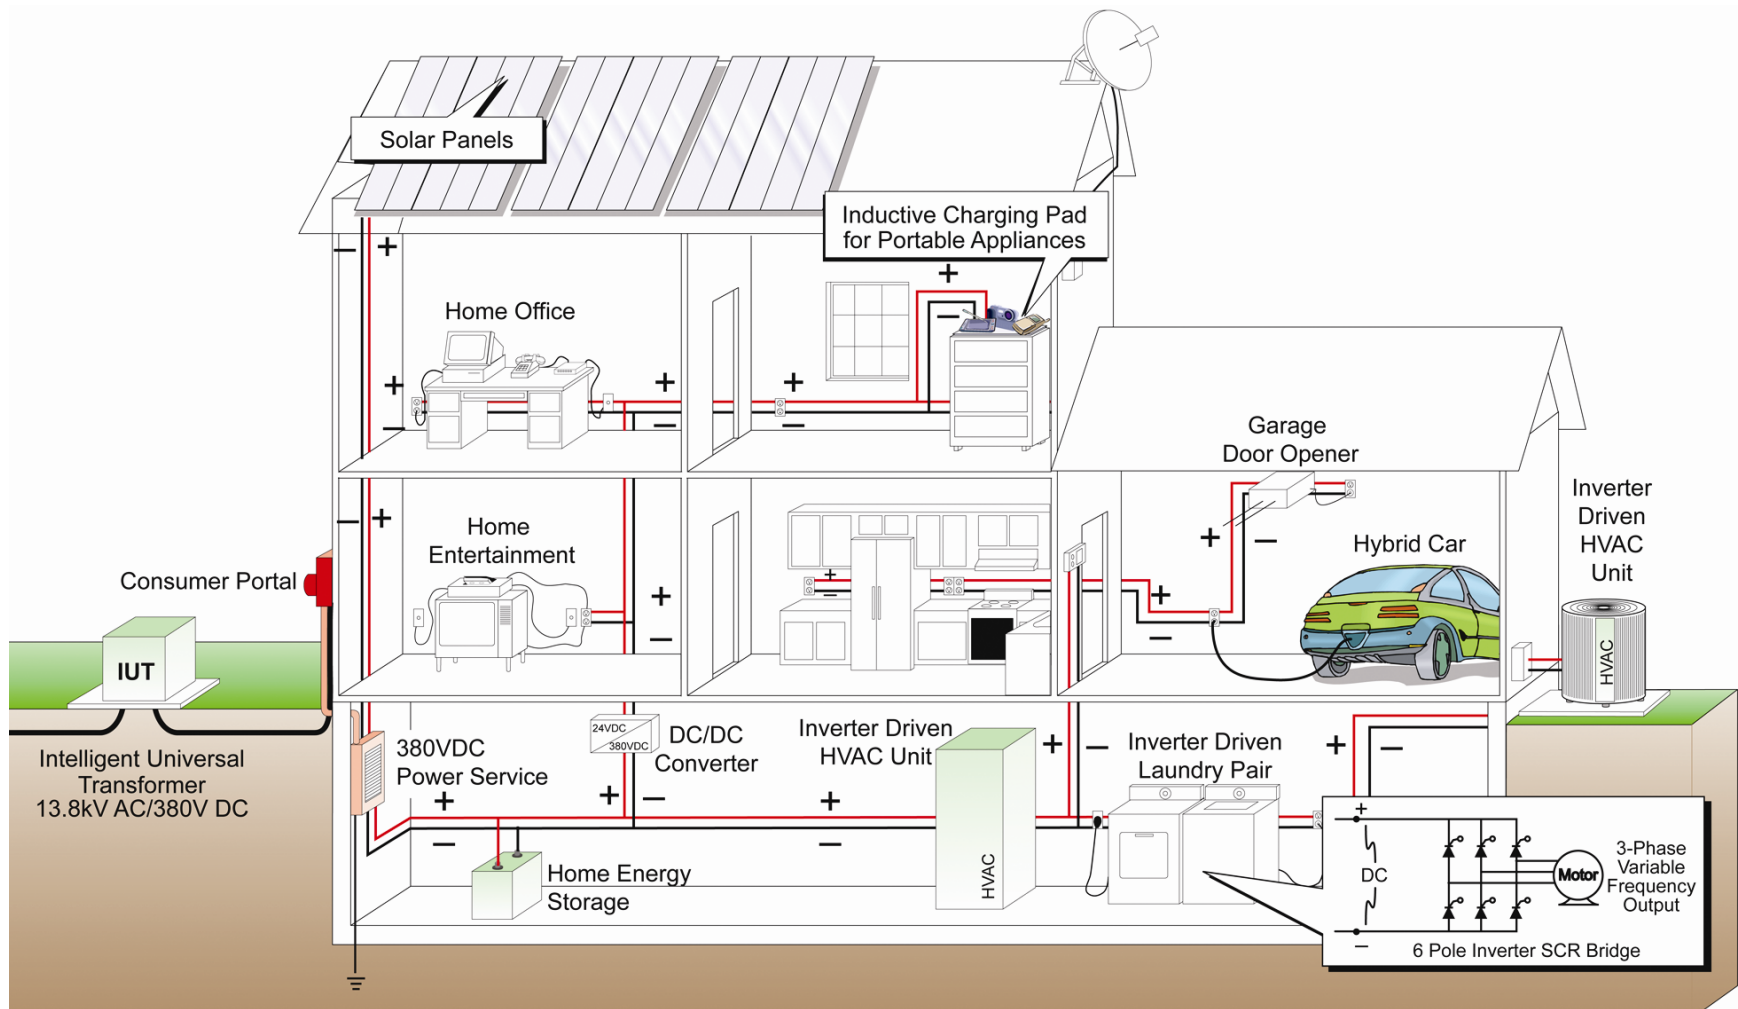 Solar Panels
Inductive Charging Pad
for Portable Appliances
− +
+
−
Home Office
+
−
+
−
+
−
Garage
Door Opener
Inverter
Driven
HVAC
Unit
− +
Home
Entertainment
+
−
+
−
+
−
+
−
Hybrid Car
Consumer Portal
IUT
HVAC
Intelligent Universal
Transformer
13.8kV AC/380V DC
380VDC
Power Service
24VDC
380VDC
DC/DC
Converter
Inverter Driven
HVAC Unit
+ −
Inverter Driven
Laundry Pair
+ −
+
−
+ −
+
−
Home Energy
Storage
HVAC
+
DC
−
Motor
3-Phase
Variable
Frequency
Output
6 Pole Inverter SCR Bridge